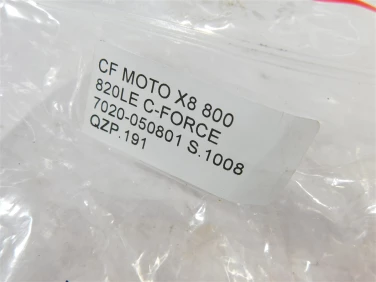 CF MOTO X8 800
820LE C-FORCE
7020-050801 S.1008
QZP.191